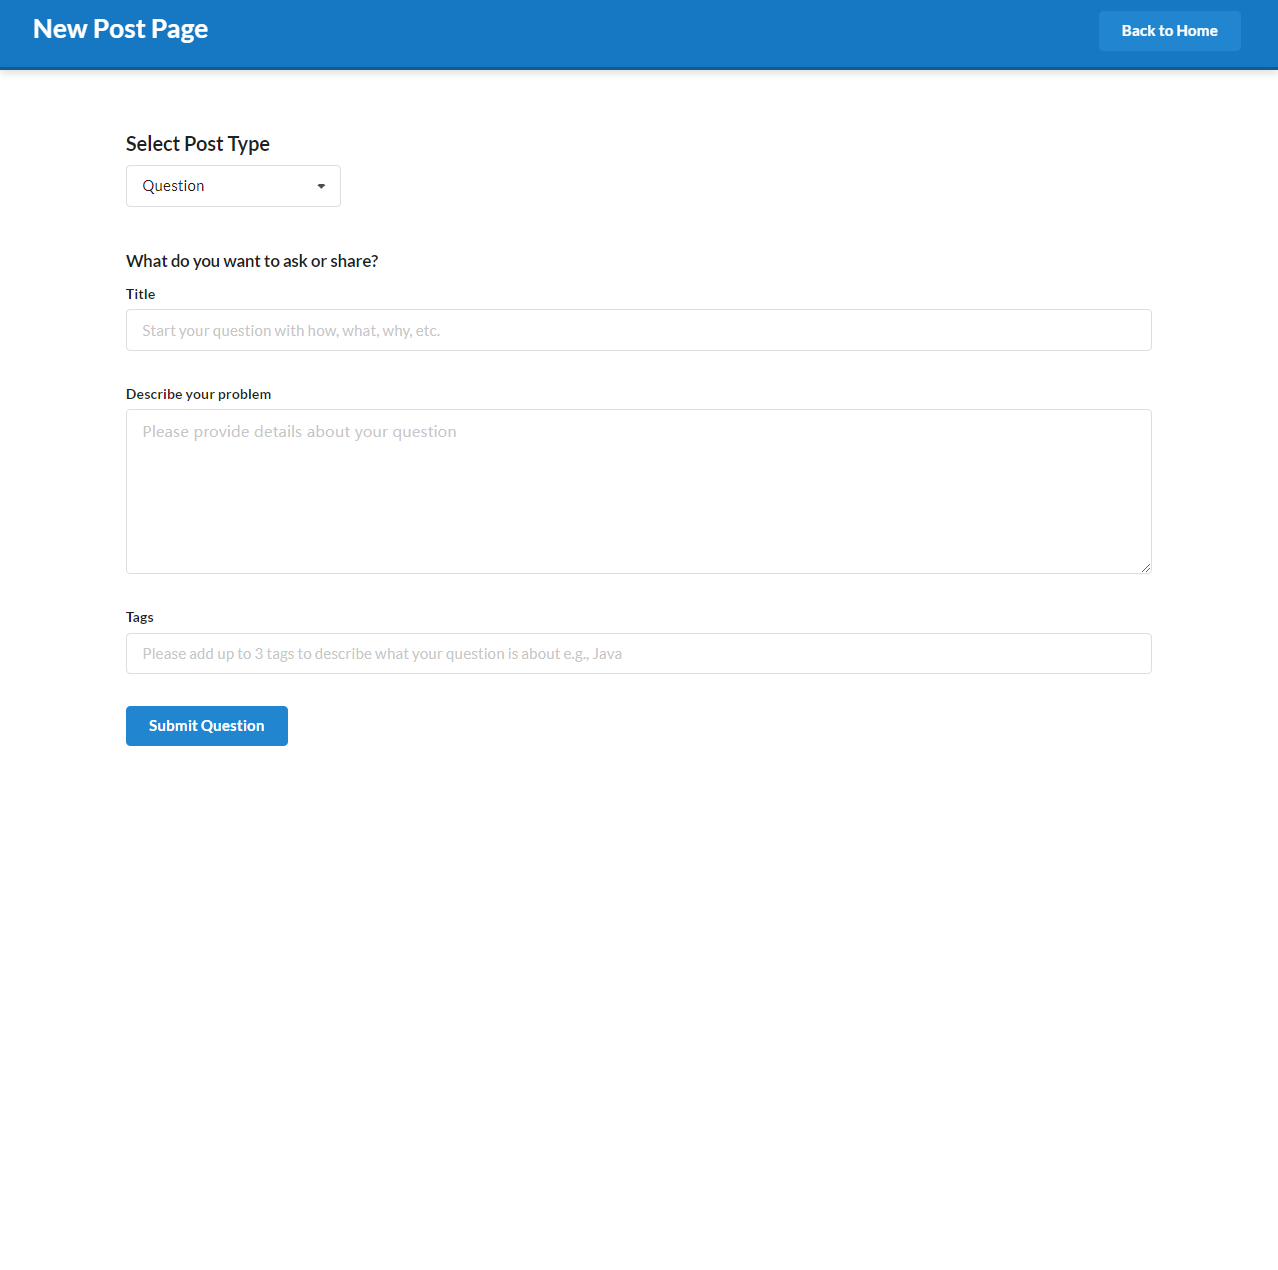 New Post Page
Back to Home
Select Post Type
Question
What do you want to ask or share?
Title
Start your question with how, what, why, etc.
Describe your problem
Please provide details about your question
Tags
Please add up to 3 tags to describe what your question is about e.g., Java
Submit Question